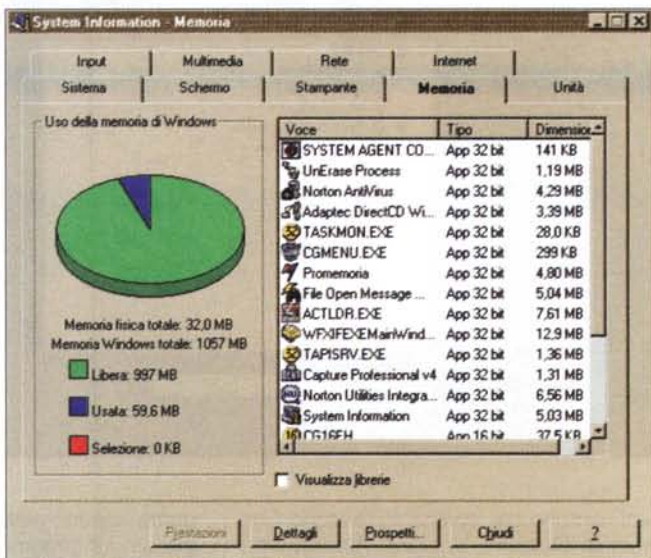 System Information - Memoria
Input Multimedia Rete Internet
Sistema Schermo Stampante Memoria Unità
Uso della memoria di Windows
Memoria fisica totale: 32,0 MB
Memoria Windows totale: 1057 MB
Libera: 997 MB
Usata: 59,6 MB
Selezione: 0 KB
Voce Tipo Dimension
SYSTEM AGENT CO... App 32 bit 141 KB
UnErase Process App 32 bit 1,19 MB
Norton AntiVirus App 32 bit 4,29 MB
Adaptec DirectCD Wi... App 32 bit 3,39 MB
TASKMON.EXE App 32 bit 28,0 KB
CGMENU.EXE App 32 bit 299 KB
Promemoria App 32 bit 4,80 MB
File Open Message ... App 32 bit 5,04 MB
ACTLDR.EXE App 32 bit 7,61 MB
WFXIFEXEMainWind... App 32 bit 12,9 MB
TAPISRV.EXE App 32 bit 1,36 MB
Capture Professional v4 App 32 bit 1,31 MB
Norton Utilities Integra... App 32 bit 6,56 MB
System Information App 32 bit 5,03 MB
CG16EH App 16 bit 37,5 KB
Visualizza librerie
Prestazioni Dettagli Prospetti... Chiudi ?